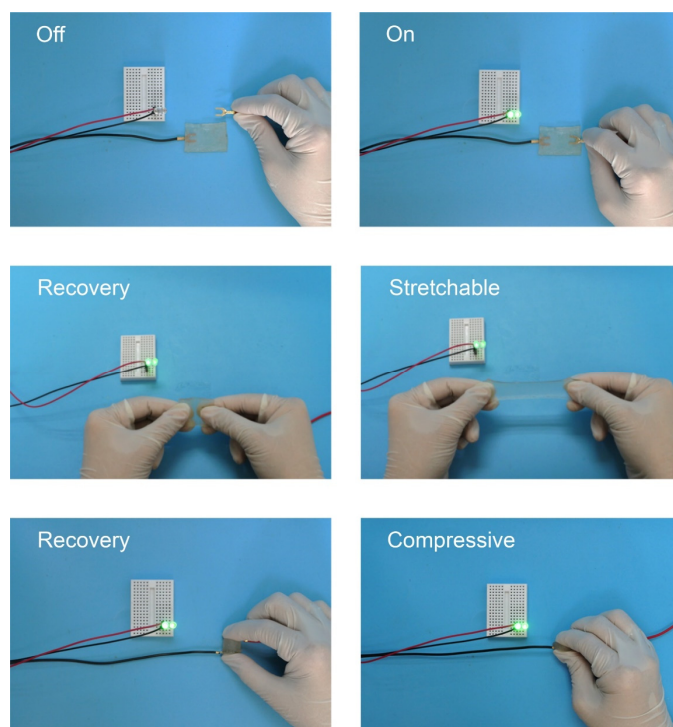 Off
On
Recovery
Stretchable
Recovery
Compressive